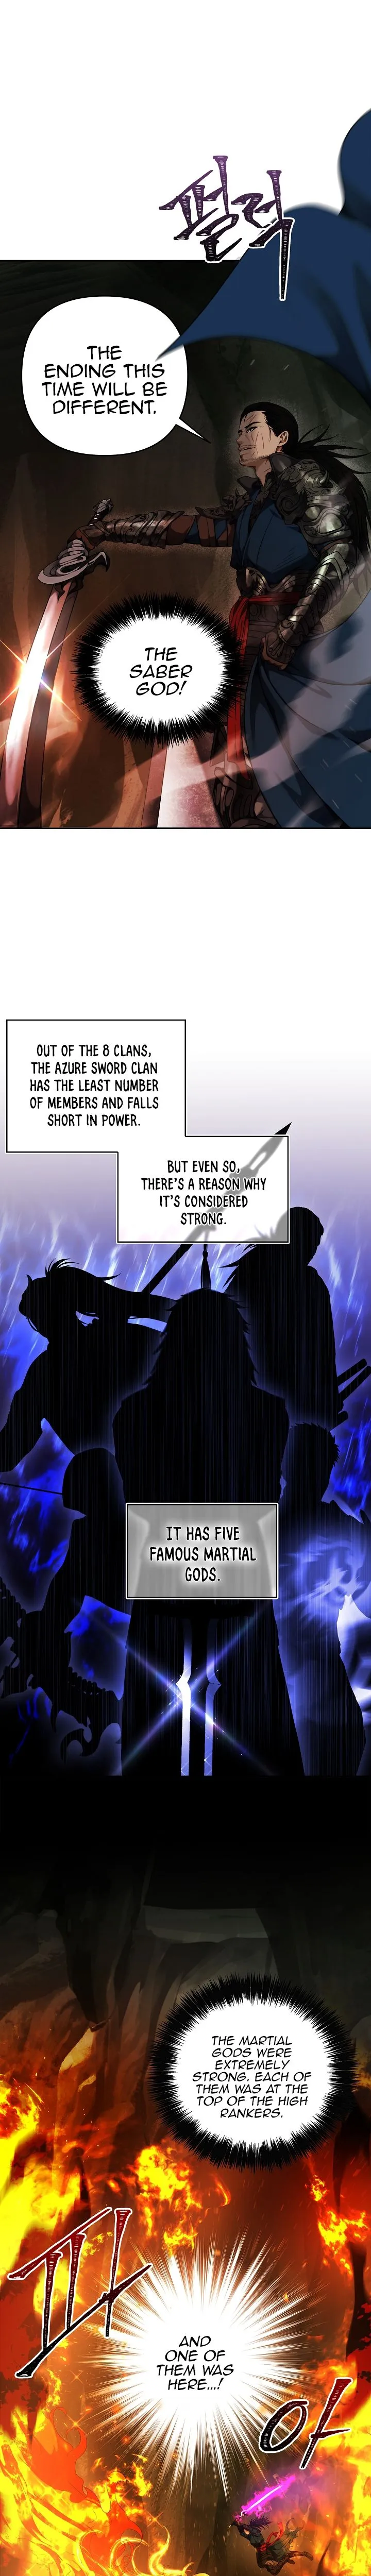 펄럭
THE
ENDING THIS
TIME WILL BE
DIFFERENT.
THE
SABER
GOD!
OUT OF THE 8 CLANS,
THE AZURE SWORD CLAN
HAS THE LEAST NUMBER
OF MEMBERS AND FALLS
SHORT IN POWER.
BUT EVEN SO,
THERE'S A REASON WHY
IT'S CONSIDERED
STRONG.
IT HAS FIVE
FAMOUS MARTIAL
GODS.
THE MARTIAL
GODS WERE
EXTREMELY
STRONG. EACH OF
THEM WAS AT THE
TOP OF THE HIGH
RANKERS.
AND
ONE OF
THEM WAS
HERE...!